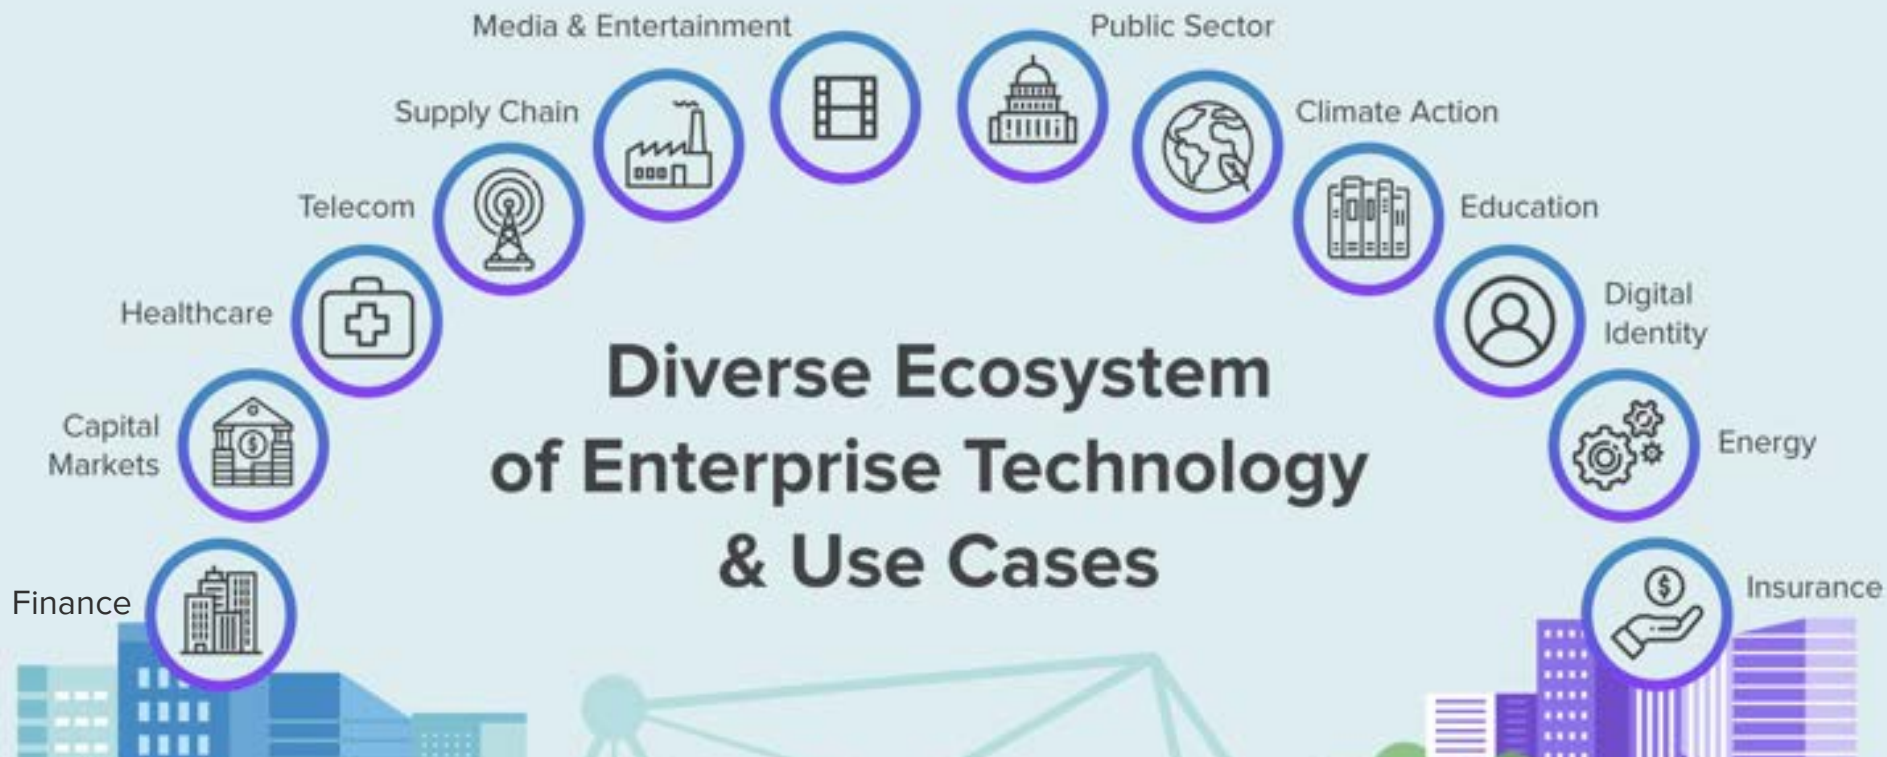 Media & Entertainment
Public Sector
Supply Chain
Climate Action
Telecom
Education
Healthcare
Digital
Identity
Diverse Ecosystem
of Enterprise Technology
& Use Cases
Capital
Markets
Energy
Finance
Insurance